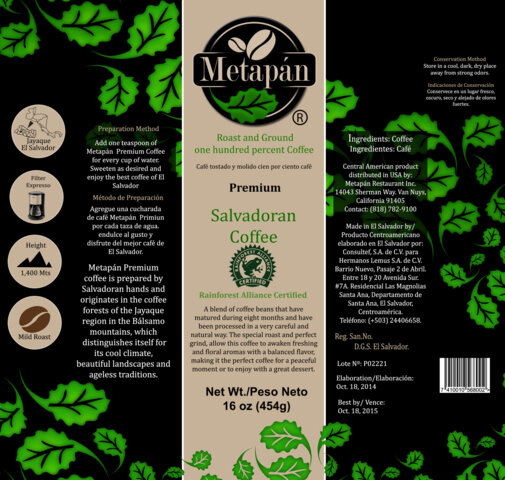 Jayaque
El Salvador
Filter
Expresso
Height
1,400 Mts
Mild Roast
Preparation Method
Add one teaspoon of
Metapán Premium Coffee
for every cup of water.
Sweeten as desired and
enjoy the best coffee of El
Salvador
Método de Preparación
Agregue una cucharada
de café Metapán Primiun
por cada taza de agua.
endulce al gusto y
disfrute del mejor café de
El Salvador.
Metapán Premium
coffee is prepared by
Salvadoran hands and
originates in the coffee
forests of the Jayaque
region in the Bálsamo
mountains, which
distinguishes itself for
its cool climate,
beautiful landscapes and
ageless traditions.
Metapán
®
Roast and Ground
one hundred percent Coffee
Café tostado y molido cien por ciento café
Premium
Salvadoran
Coffee
RAINFOREST ALLIANCE
CERTIFIED
Rainforest Alliance Certified
A blend of coffee beans that have
matured during eight months and have
been processed in a very careful and
natural way. The special roast and perfect
grind, allow this coffee to awaken freshing
and floral aromas with a balanced flavor,
making it the perfect coffee for a peaceful
moment or to enjoy with a great dessert.
Net Wt./Peso Neto
16 oz (454g)
Conservation Method
Store in a cool, dark, dry place
away from strong odors.
Indicaciones de Conservación
Conservece en un lugar fresco,
oscuro, seco y alejado de olores
fuertes.
Ingredients: Coffee
Ingredientes: Café
Central American product
distributed in USA by:
Metapán Restaurant Inc.
14043 Sherman Way. Van Nuys,
California 91405
Contact: (818) 782-9100
Made in El Salvador by/
Producto Centroamericano
elaborado en El Salvador por:
Consultef, S.A. de C.V. para
Hermanos Lemus S.A. de C.V.
Barrio Nuevo, Pasaje 2 de Abril.
Entre 18 y 20 Avenida Sur.
#7A. Residencial Las Magnolias
Santa Ana, Departamento de
Santa Ana, El Salvador,
Centroamérica.
Teléfono: (+503) 24406658.
Reg. San.No.
D.G.S. El Salvador.
Lote Nº: P02221
Elaboration/Elaboración:
Oct. 18, 2014
Best by/ Vence:
Oct. 18, 2015
7 410010 568002